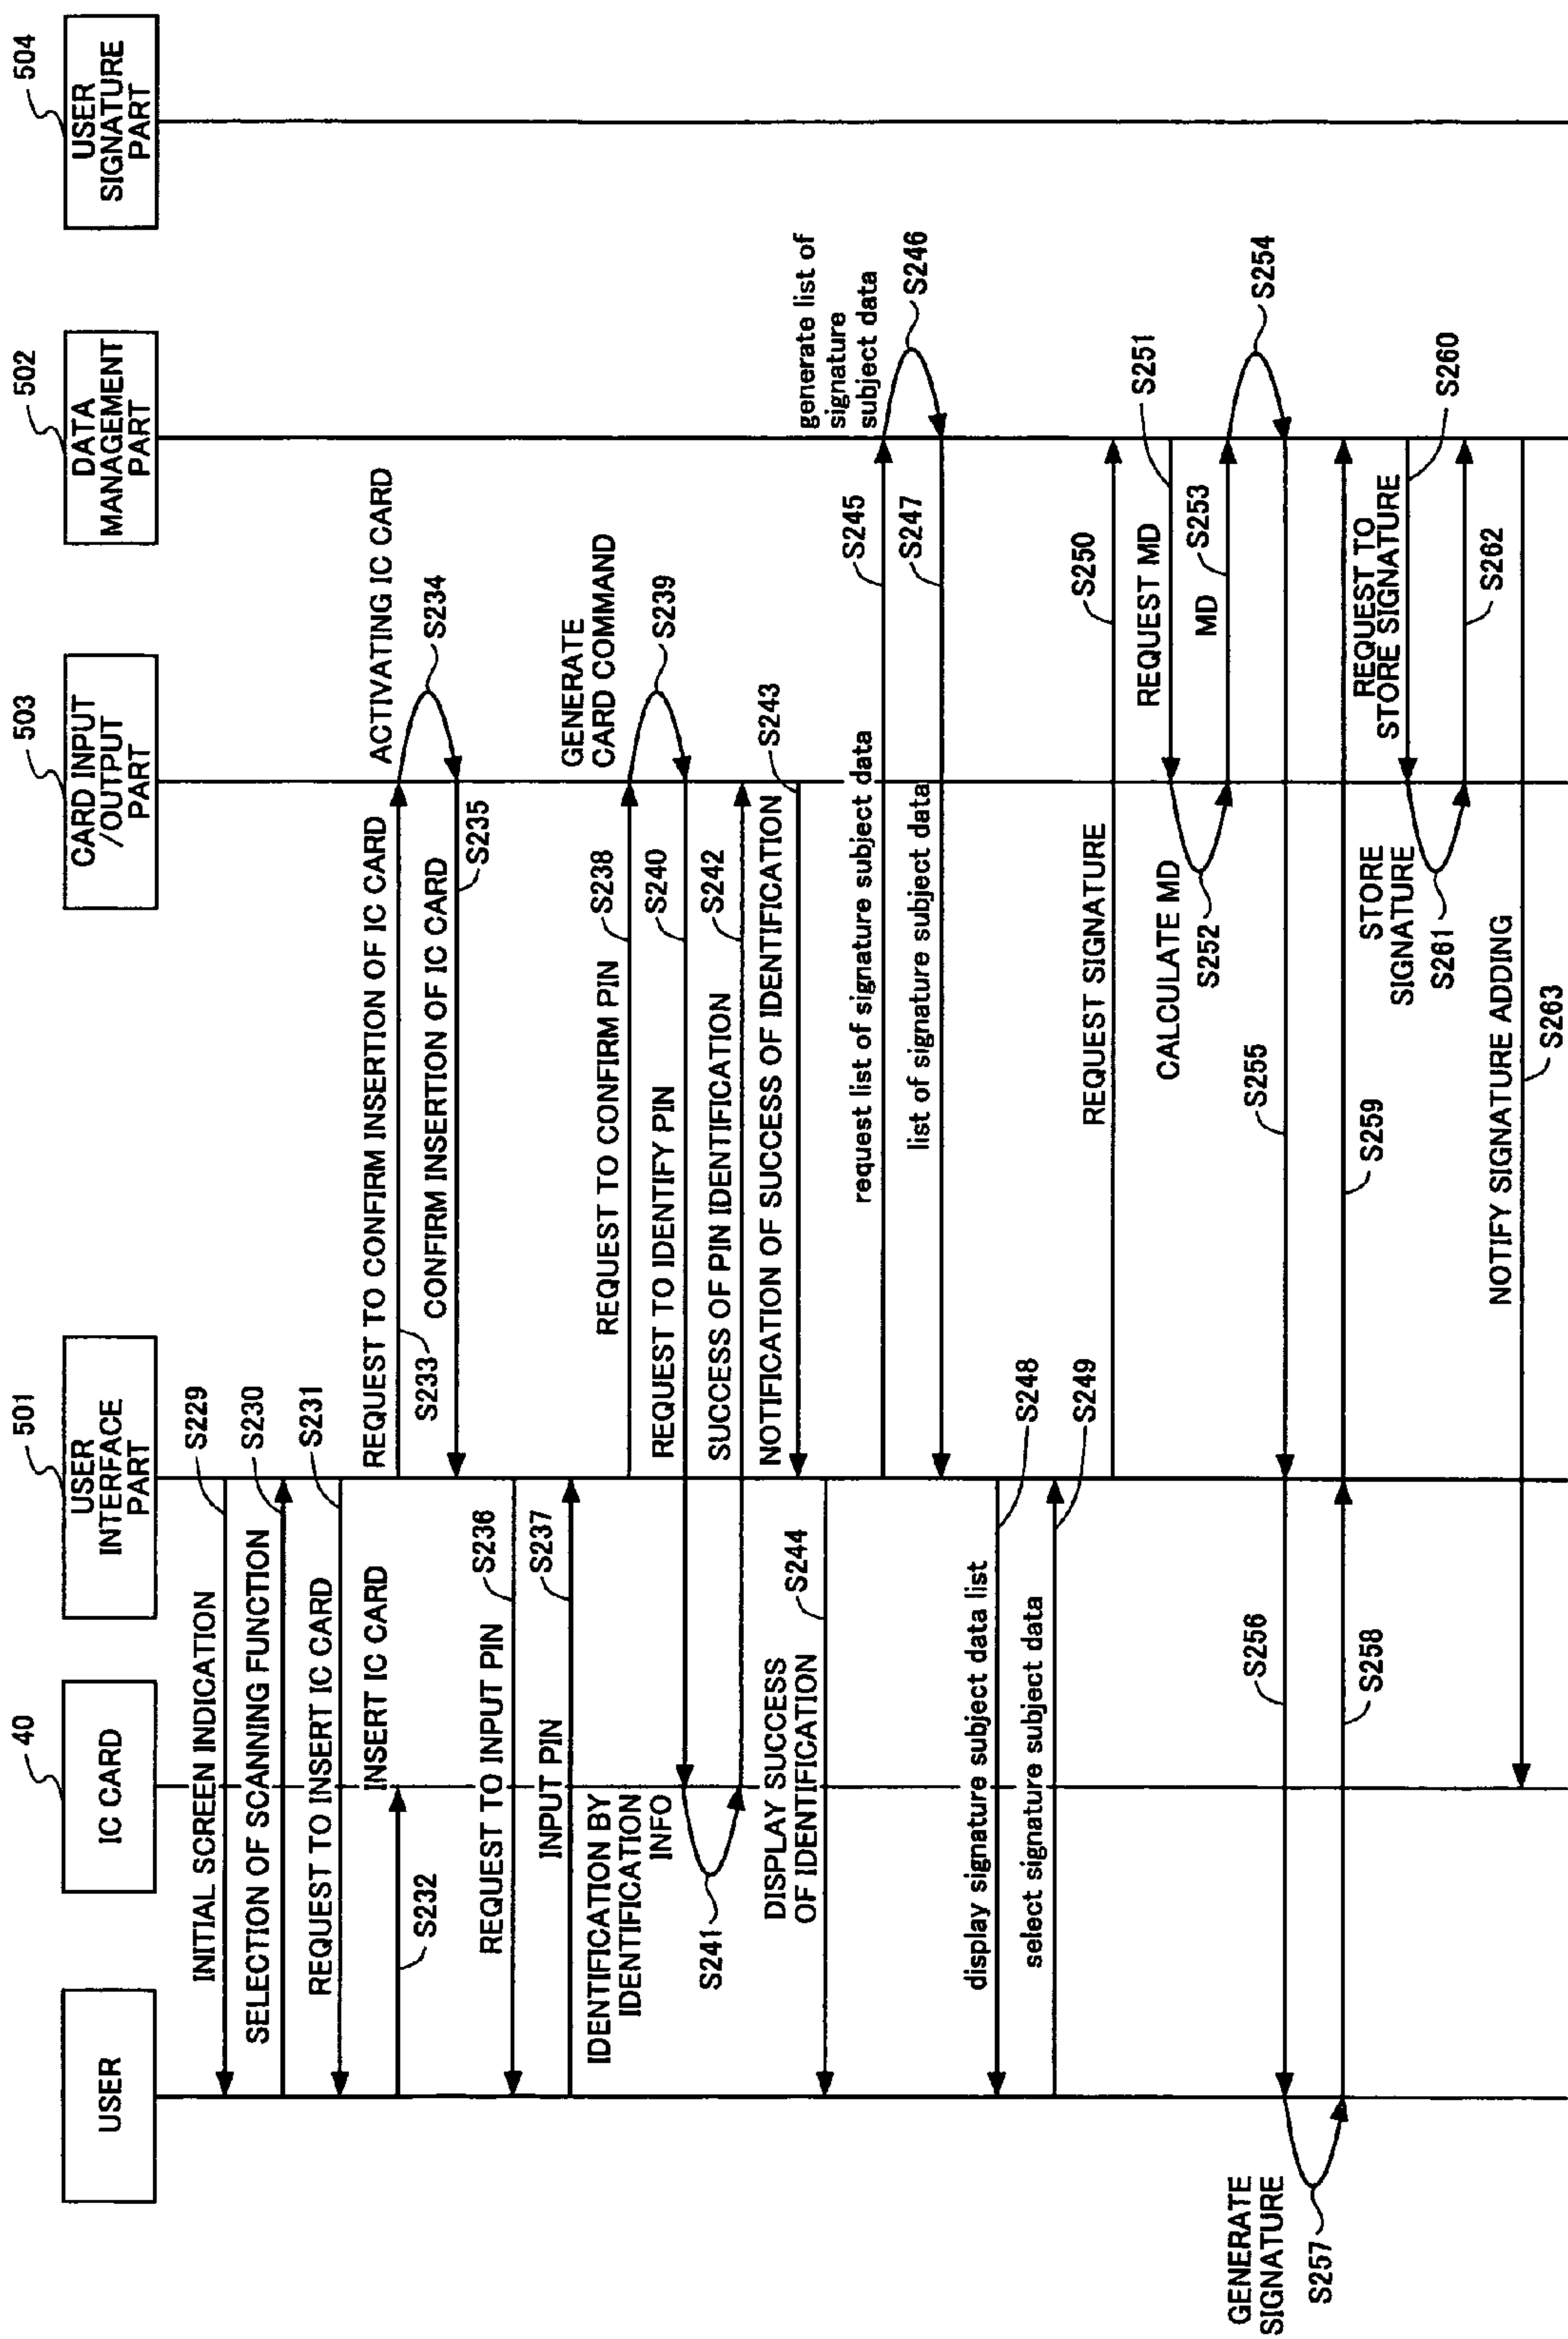 USER
IC CARD
40
USER
INTERFACE
PART
501
CARD INPUT
/OUTPUT
PART
503
DATA
MANAGEMENT
PART
502
USER
SIGNATURE
PART
504
INITIAL SCREEN INDICATION
S229
SELECTION OF SCANNING FUNCTION
S230
REQUEST TO INSERT IC CARD
S231
INSERT IC CARD
S232
REQUEST TO CONFIRM INSERTION OF IC CARD
S233
ACTIVATING IC CARD
S234
CONFIRM INSERTION OF IC CARD
S235
REQUEST TO INPUT PIN
S236
INPUT PIN
S237
REQUEST TO CONFIRM PIN
S238
GENERATE
CARD COMMAND
S239
REQUEST TO IDENTIFY PIN
S240
IDENTIFICATION BY
IDENTIFICATION
INFO
S241
SUCCESS OF PIN IDENTIFICATION
S242
NOTIFICATION OF SUCCESS OF IDENTIFICATION
S243
DISPLAY SUCCESS
OF IDENTIFICATION
S244
request list of signature subject data
S245
generate list of
signature
subject data
S246
list of signature subject data
S247
display signature subject data list
S248
select signature subject data
S249
REQUEST SIGNATURE
S250
REQUEST MD
S251
CALCULATE MD
S252
MD
S253
S254
S255
S256
GENERATE
SIGNATURE
S257
S258
S259
REQUEST TO
STORE SIGNATURE
S260
STORE
SIGNATURE
S261
S262
NOTIFY SIGNATURE ADDING
S263